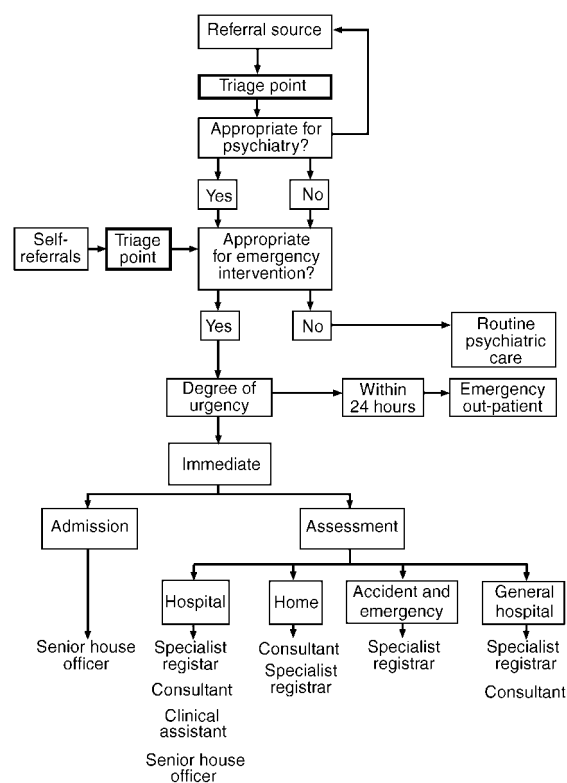 Referral source
Triage point
Appropriate for
psychiatry?
Yes
No
Self-
referrals
Triage
point
Appropriate
for emergency
intervention?
Yes
No
Routine
psychiatric
care
Degree of
urgency
Within
24 hours
Emergency
out-patient
Immediate
Admission
Assessment
Hospital
Home
Accident and
emergency
General
hospital
Senior house
officer
Specialist
registar
Consultant
Clinical
assistant
Senior house
officer
Consultant
Specialist
registrar
Specialist
registrar
Specialist
registrar
Consultant